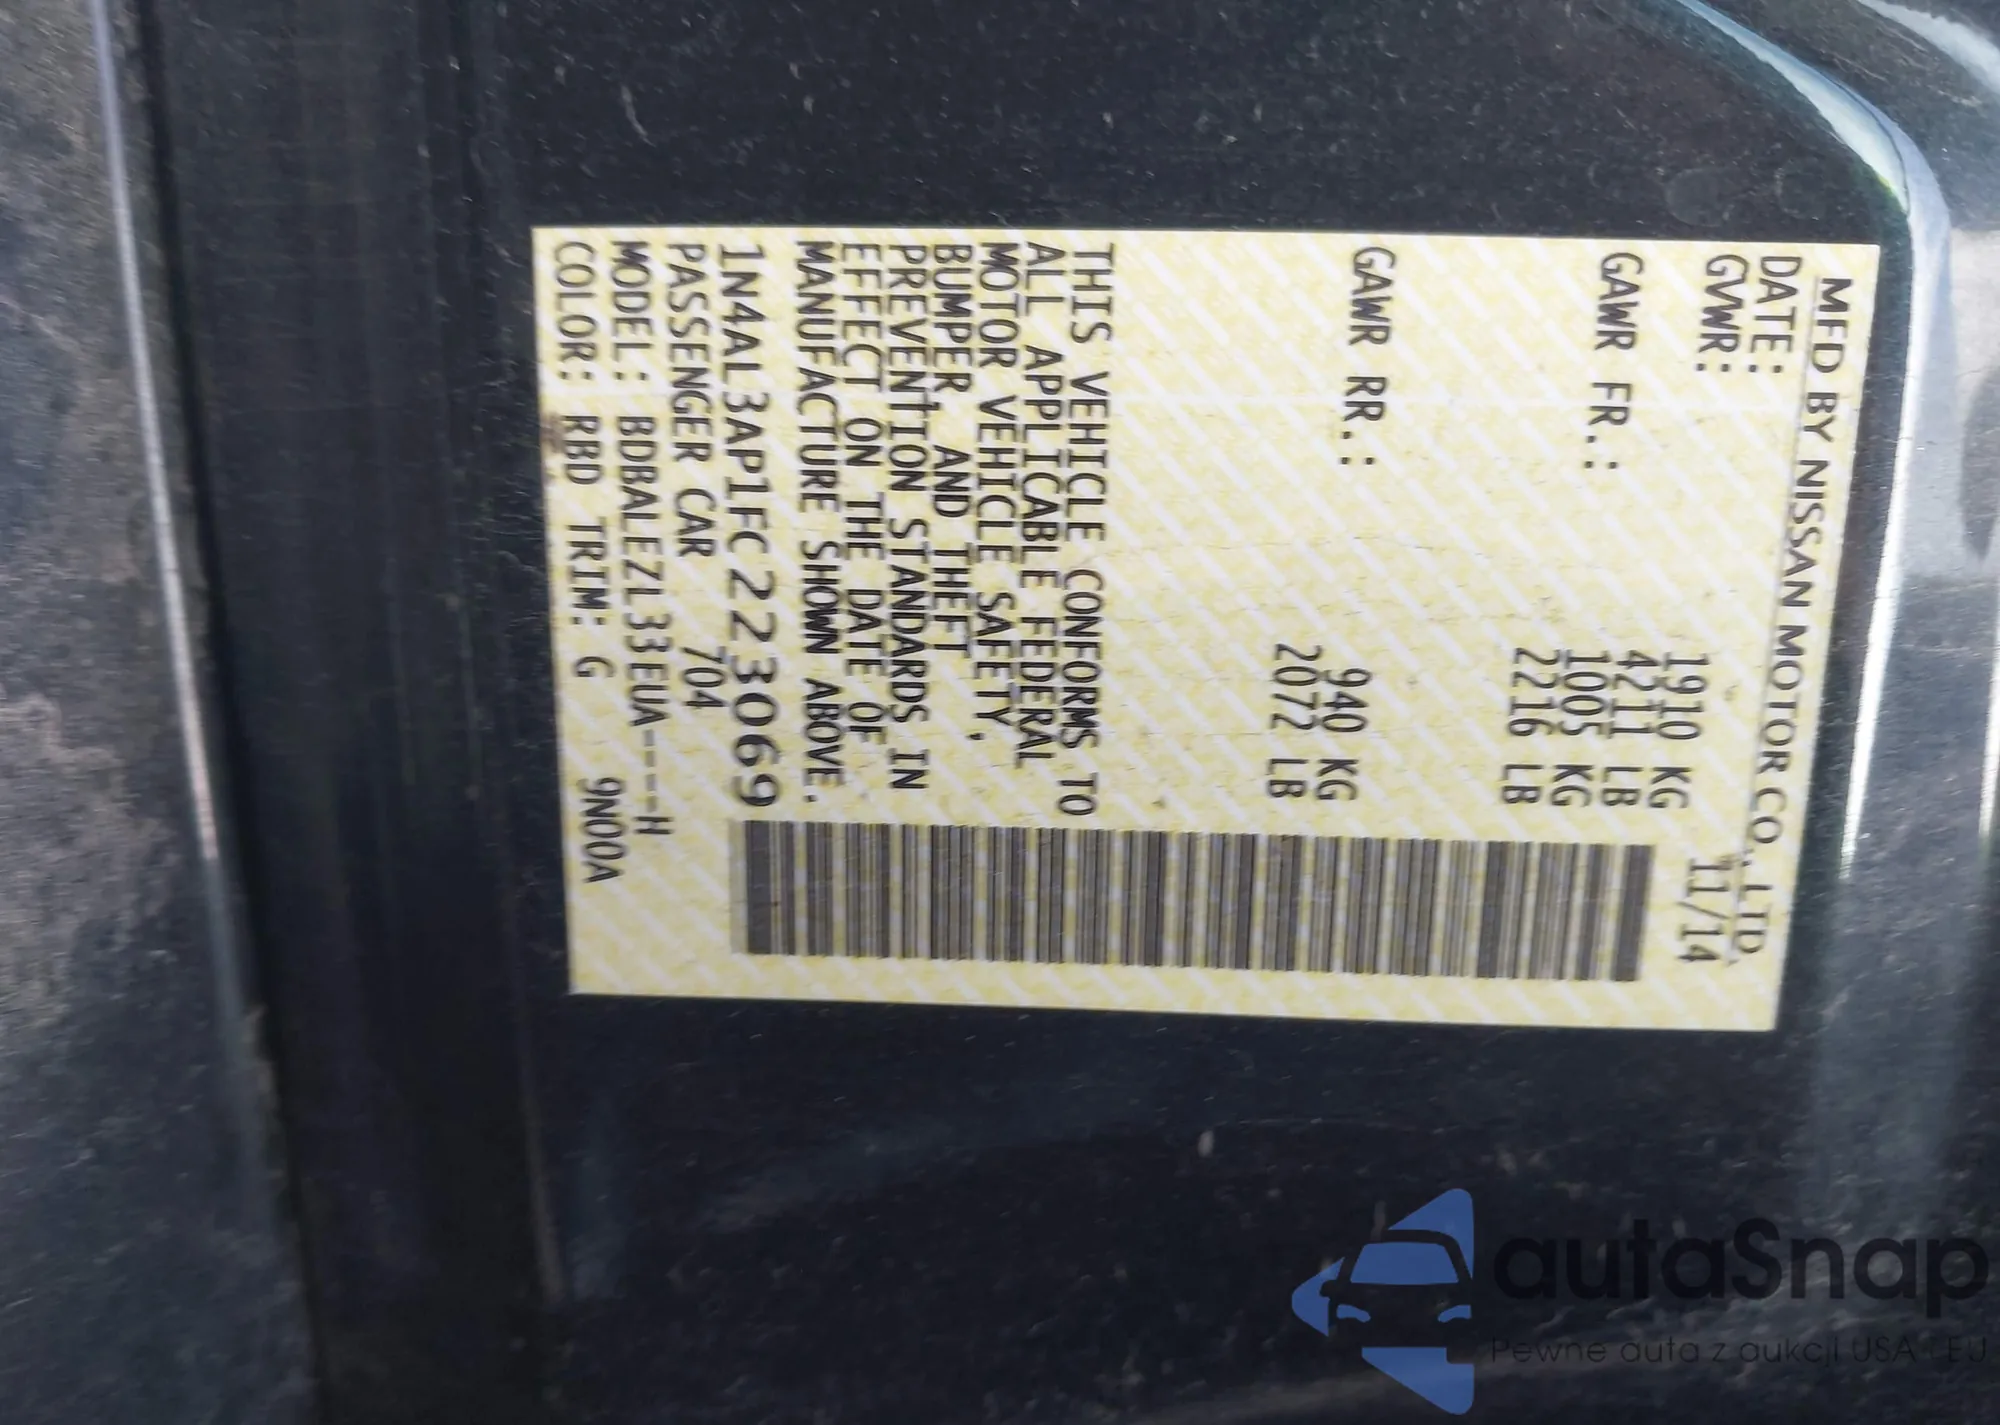 MFD BY NISSAN MOTOR CO., LTD.
DATE: 11/14
GVWR: 1910 KG
4211 LB
GAWR FR.: 1005 KG
2216 LB
GAWR RR.: 940 KG
2072 LB
THIS VEHICLE CONFORMS TO
ALL APPLICABLE FEDERAL
MOTOR VEHICLE SAFETY,
BUMPER, AND THEFT
PREVENTION STANDARDS IN
EFFECT ON THE DATE OF
MANUFACTURE SHOWN ABOVE.
1N4AL3AP1FC223069
PASSENGER CAR 704
MODEL: BDBALEZL33EUA----H
COLOR: RBD TRIM: G 9N00A
autaSnap
Pewne auta z aukcji USA i EU